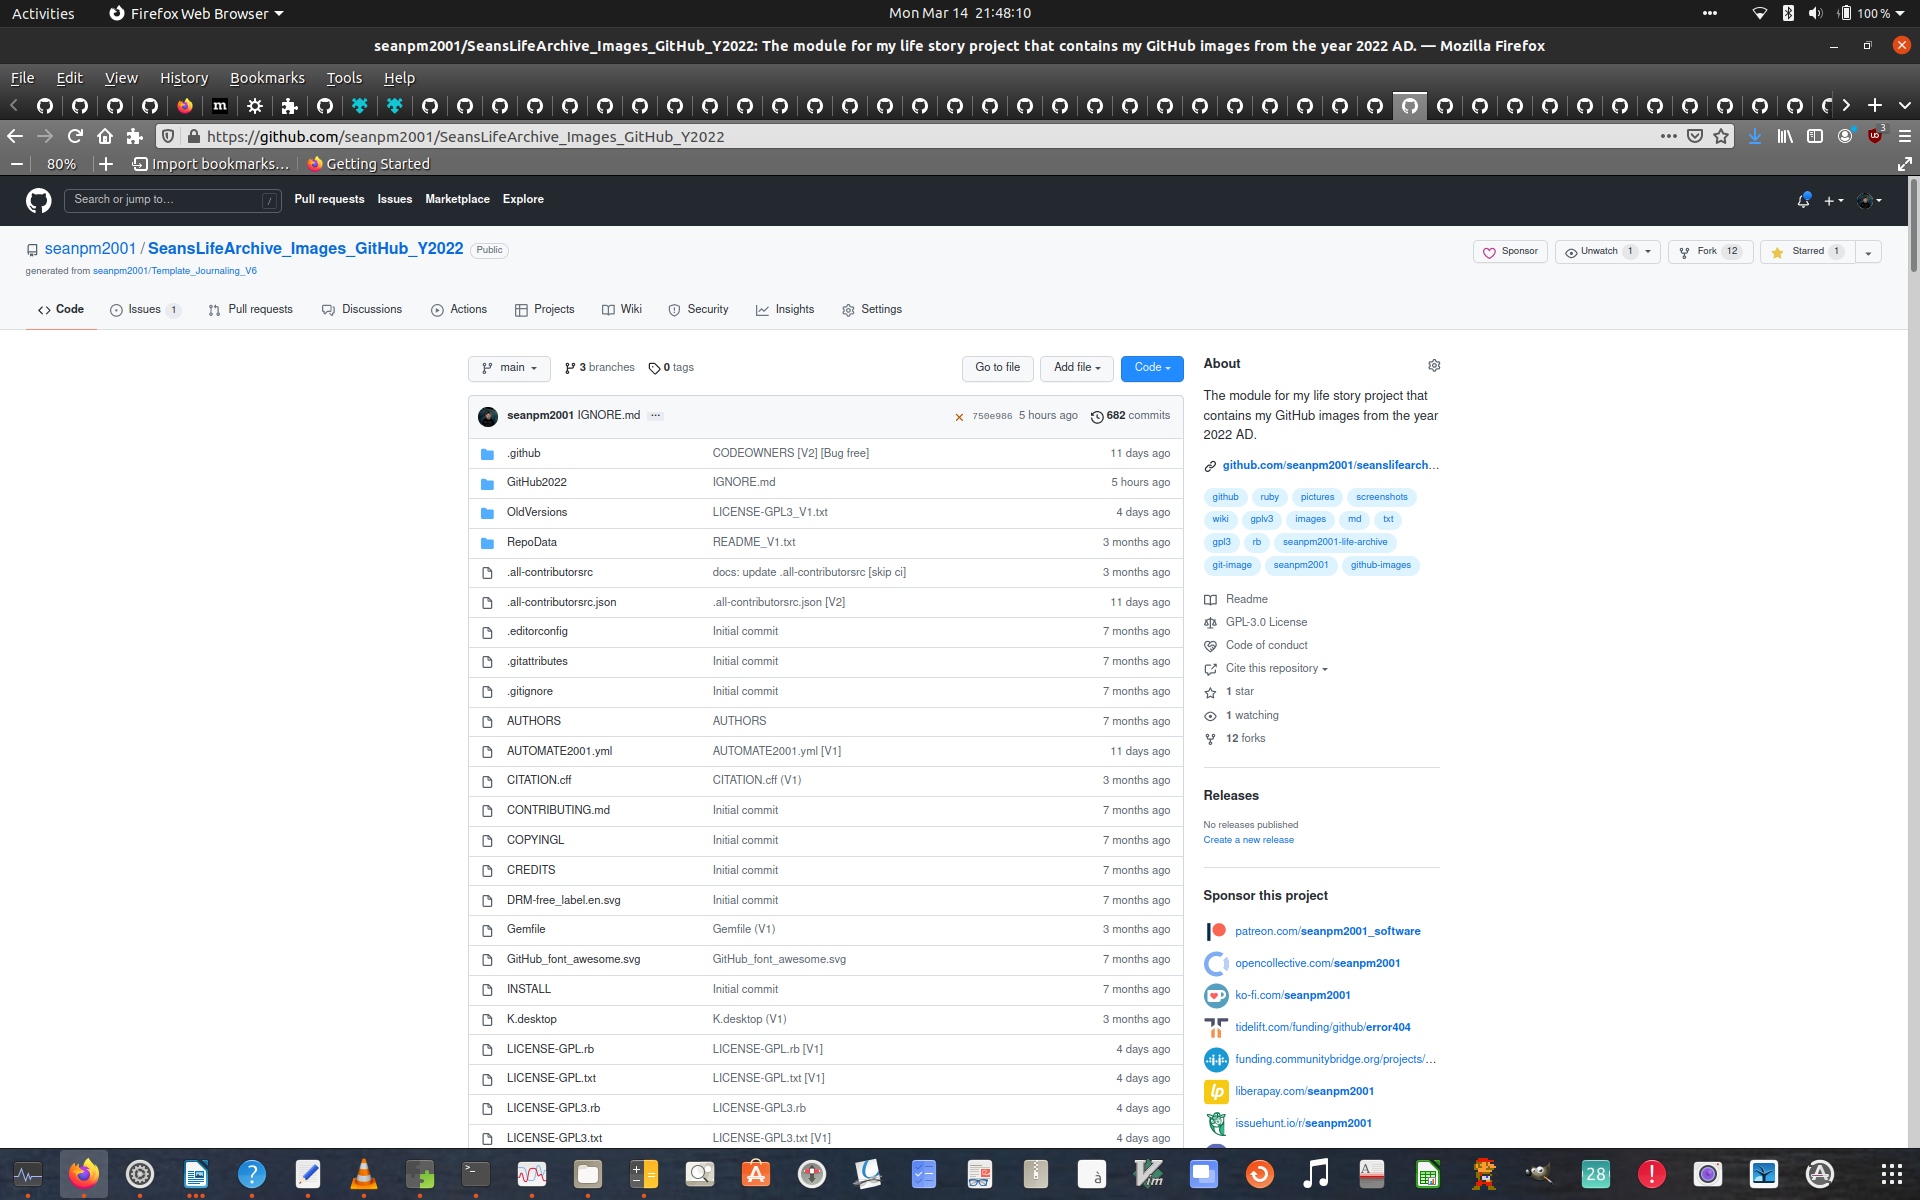 Activities Firefox Web Browser Mon Mar 14 21:48:10 100 %
seanpm2001/SeansLifeArchive_Images_GitHub_Y2022: The module for my life story project that contains my GitHub images from the year 2022 AD. — Mozilla Firefox
File Edit View History Bookmarks Tools Help
https://github.com/seanpm2001/SeansLifeArchive_Images_GitHub_Y2022 3
80% Import bookmarks… Getting Started
Search or jump to… / Pull requests Issues Marketplace Explore
seanpm2001 / SeansLifeArchive_Images_GitHub_Y2022 Public Sponsor Unwatch 1 Fork 12 Starred 1
generated from seanpm2001/Template_Journaling_V6
Code Issues 1 Pull requests Discussions Actions Projects Wiki Security Insights Settings
main 3 branches 0 tags Go to file Add file Code
seanpm2001 IGNORE.md ... 750e986 5 hours ago 682 commits
.github CODEOWNERS [V2] [Bug free] 11 days ago
GitHub2022 IGNORE.md 5 hours ago
OldVersions LICENSE-GPL3_V1.txt 4 days ago
RepoData README_V1.txt 3 months ago
.all-contributorsrc docs: update .all-contributorsrc [skip ci] 3 months ago
.all-contributorsrc.json .all-contributorsrc.json [V2] 11 days ago
.editorconfig Initial commit 7 months ago
.gitattributes Initial commit 7 months ago
.gitignore Initial commit 7 months ago
AUTHORS AUTHORS 7 months ago
AUTOMATE2001.yml AUTOMATE2001.yml [V1] 11 days ago
CITATION.cff CITATION.cff (V1) 3 months ago
CONTRIBUTING.md Initial commit 7 months ago
COPYINGL Initial commit 7 months ago
CREDITS Initial commit 7 months ago
DRM-free_label.en.svg Initial commit 7 months ago
Gemfile Gemfile (V1) 3 months ago
GitHub_font_awesome.svg GitHub_font_awesome.svg 7 months ago
INSTALL Initial commit 7 months ago
K.desktop K.desktop (V1) 3 months ago
LICENSE-GPL.rb LICENSE-GPL.rb [V1] 4 days ago
LICENSE-GPL.txt LICENSE-GPL.txt [V1] 4 days ago
LICENSE-GPL3.rb LICENSE-GPL3.rb 4 days ago
LICENSE-GPL3.txt LICENSE-GPL3.txt [V1] 4 days ago
About
The module for my life story project that
contains my GitHub images from the year
2022 AD.
github.com/seanpm2001/seanslifearch…
github ruby pictures screenshots
wiki gplv3 images md txt
gpl3 rb seanpm2001-life-archive
git-image seanpm2001 github-images
Readme
GPL-3.0 License
Code of conduct
Cite this repository
1 star
1 watching
12 forks
Releases
No releases published
Create a new release
Sponsor this project
patreon.com/seanpm2001_software
opencollective.com/seanpm2001
ko-fi.com/seanpm2001
tidelift.com/funding/github/error404
funding.communitybridge.org/projects/…
lp liberapay.com/seanpm2001
issuehunt.io/r/seanpm2001
28